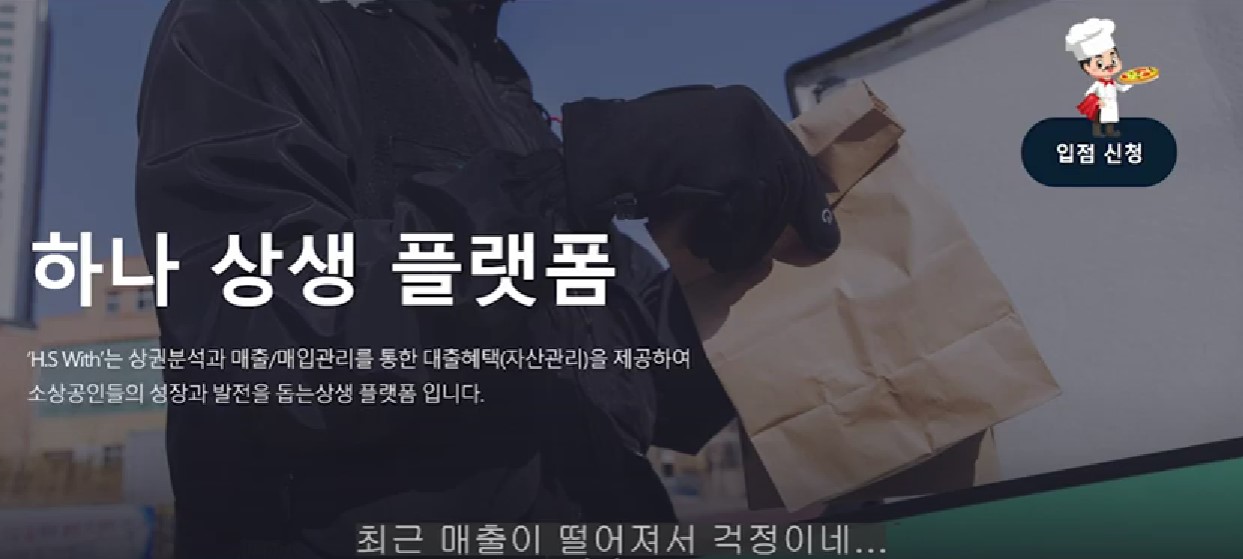 입점 신청
하나 상생 플랫폼
'H.S With'는 상권분석과 매출/매입관리를 통한 대출혜택(자산관리)을 제공하여
소상공인들의 성장과 발전을 돕는상생 플랫폼 입니다.
최근 매출이 떨어져서 걱정이네...